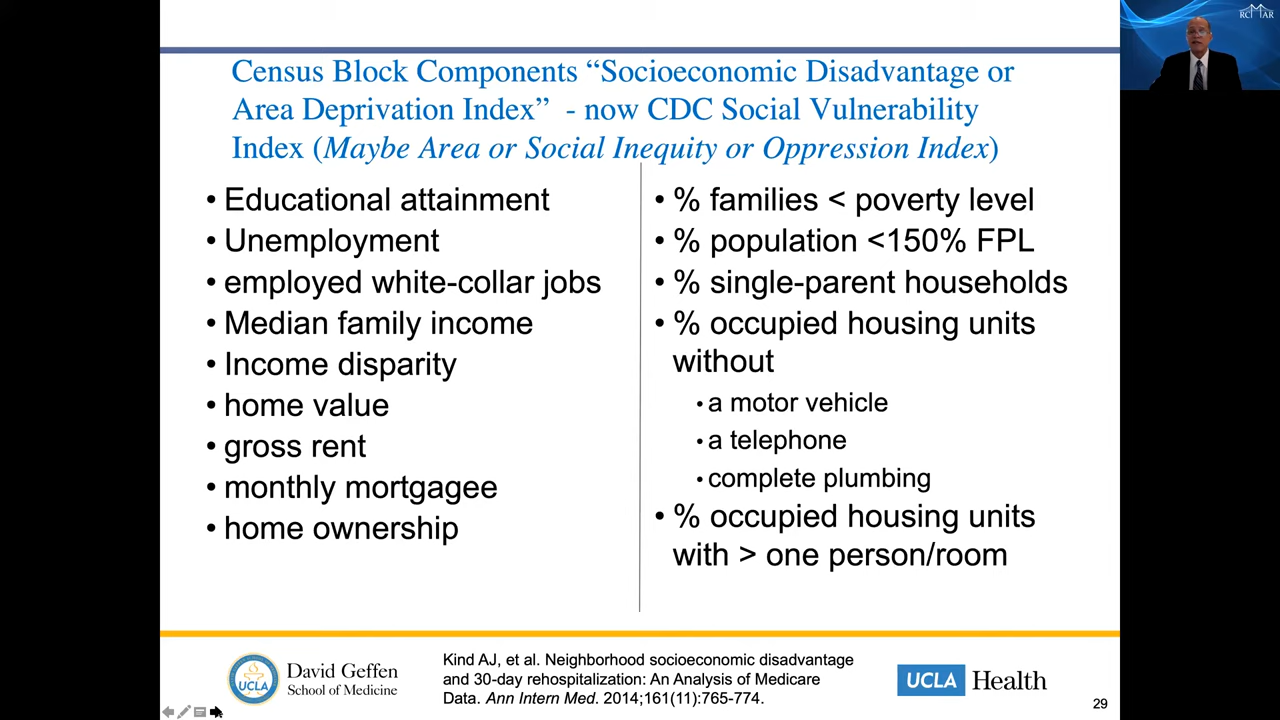 RCMAR
Census Block Components “Socioeconomic Disadvantage or
Area Deprivation Index” - now CDC Social Vulnerability
Index (Maybe Area or Social Inequity or Oppression Index)
• Educational attainment
• Unemployment
• employed white-collar jobs
• Median family income
• Income disparity
• home value
• gross rent
• monthly mortgagee
• home ownership
• % families < poverty level
• % population <150% FPL
• % single-parent households
• % occupied housing units
without
• a motor vehicle
• a telephone
• complete plumbing
• % occupied housing units
with > one person/room
UCLA
David Geffen
School of Medicine
Kind AJ, et al. Neighborhood socioeconomic disadvantage
and 30-day rehospitalization: An Analysis of Medicare
Data. Ann Intern Med. 2014;161(11):765-774.
UCLA Health
29